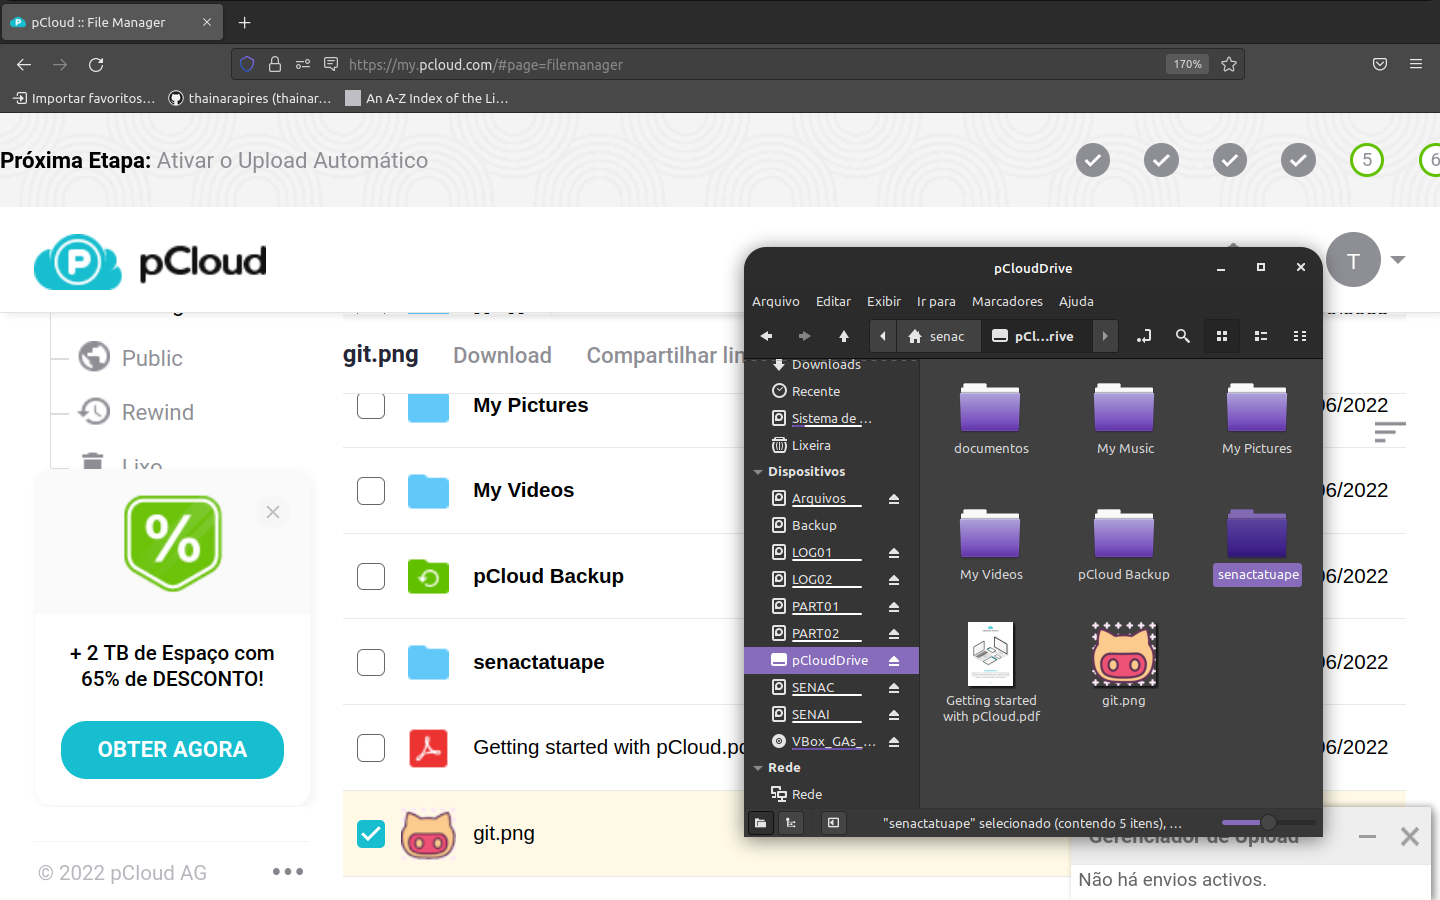 pCloud :: File Manager
https://my.pcloud.com/#page=filemanager
170%
Importar favoritos...
thainarapires (thainar...
An A-Z Index of the Li...
Próxima Etapa: Ativar o Upload Automático
5
6
pCloud
T
Public
Rewind
Lixo
%
+ 2 TB de Espaço com
65% de DESCONTO!
OBTER AGORA
© 2022 pCloud AG
git.png
Download
Compartilhar lin
My Pictures
06/2022
My Videos
06/2022
pCloud Backup
06/2022
senactatuape
06/2022
Getting started with pCloud.pd
06/2022
git.png
pCloudDrive
Arquivo
Editar
Exibir
Ir para
Marcadores
Ajuda
senac
pCl...rive
Downloads
Recente
Sistema de ...
Lixeira
Dispositivos
Arquivos
Backup
LOG01
LOG02
PART01
PART02
pCloudDrive
SENAC
SENAI
VBox_GAs_...
Rede
Rede
documentos
My Music
My Pictures
My Videos
pCloud Backup
senactatuape
Getting started
with pCloud.pdf
git.png
"senactatuape" selecionado (contendo 5 itens), ...
Gerenciador de Upload
Não há envios activos.